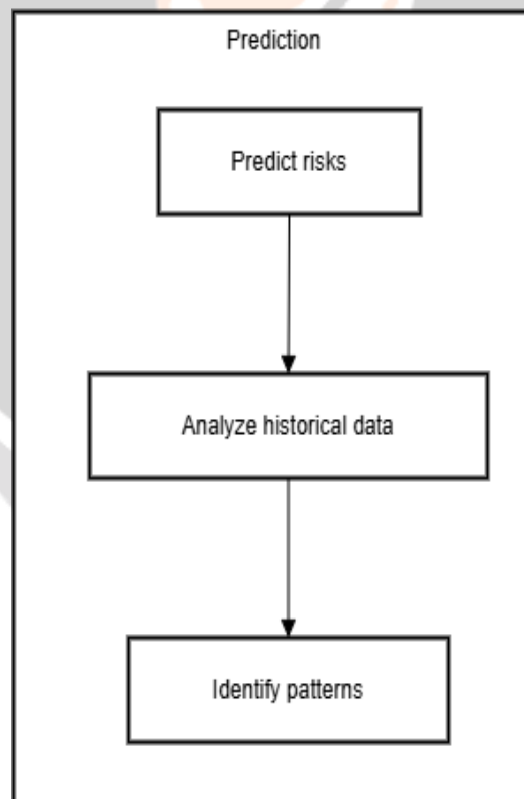 Prediction
Predict risks
Analyze historical data
Identify patterns